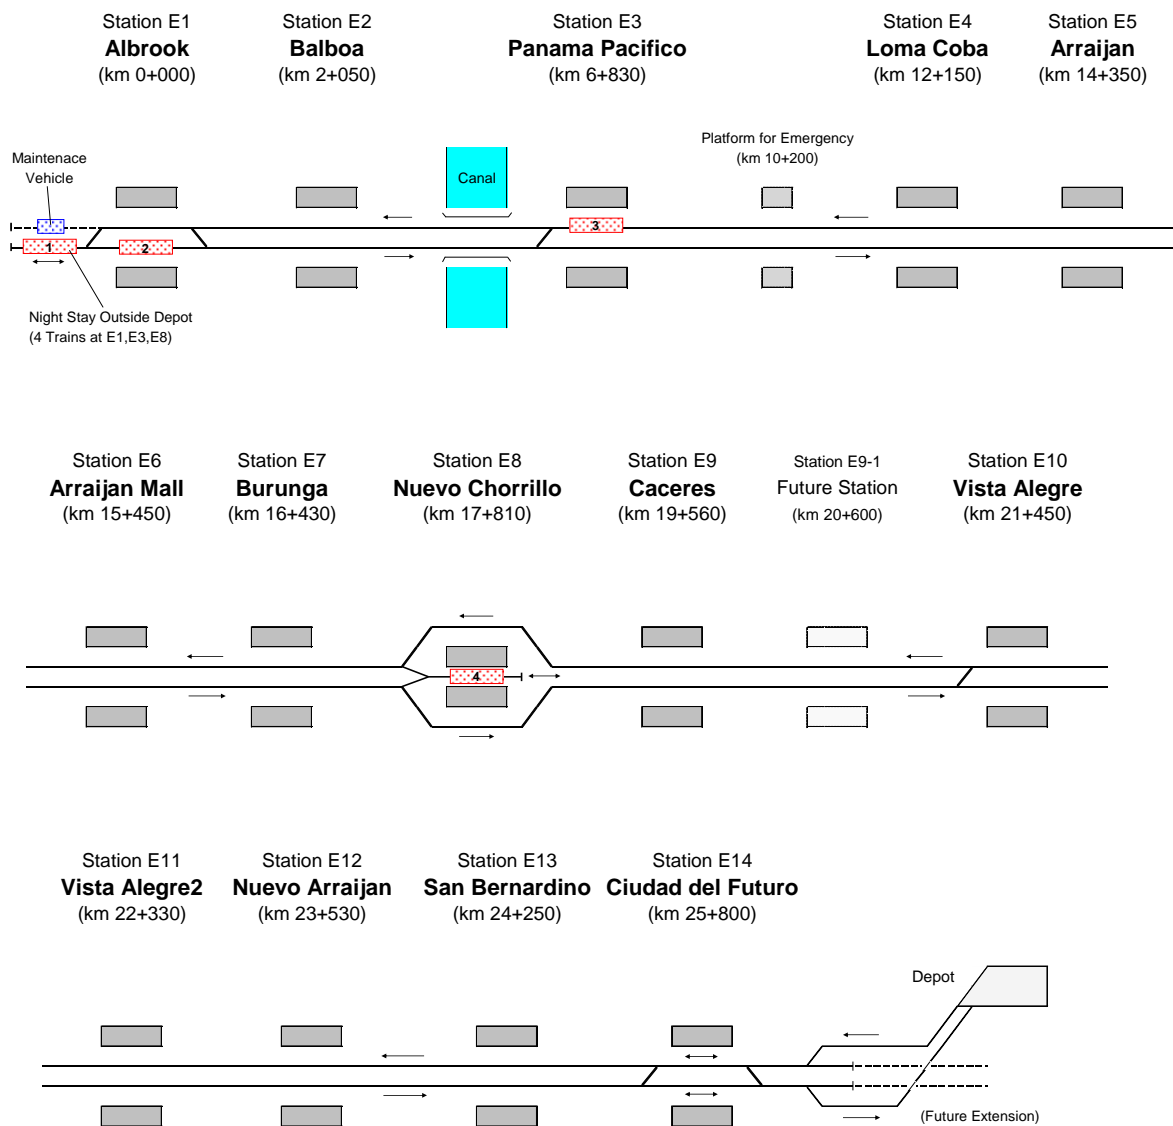 Station E1
Albrook
(km 0+000)
Station E2
Balboa
(km 2+050)
Station E3
Panama Pacifico
(km 6+830)
Station E4
Loma Coba
(km 12+150)
Station E5
Arraijan
(km 14+350)
Platform for Emergency
(km 10+200)
Maintenace
Vehicle
Canal
1
2
3
Night Stay Outside Depot
(4 Trains at E1,E3,E8)
Station E6
Arraijan Mall
(km 15+450)
Station E7
Burunga
(km 16+430)
Station E8
Nuevo Chorrillo
(km 17+810)
Station E9
Caceres
(km 19+560)
Station E9-1
Future Station
(km 20+600)
Station E10
Vista Alegre
(km 21+450)
4
Station E11
Vista Alegre2
(km 22+330)
Station E12
Nuevo Arraijan
(km 23+530)
Station E13
San Bernardino
(km 24+250)
Station E14
Ciudad del Futuro
(km 25+800)
Depot
(Future Extension)